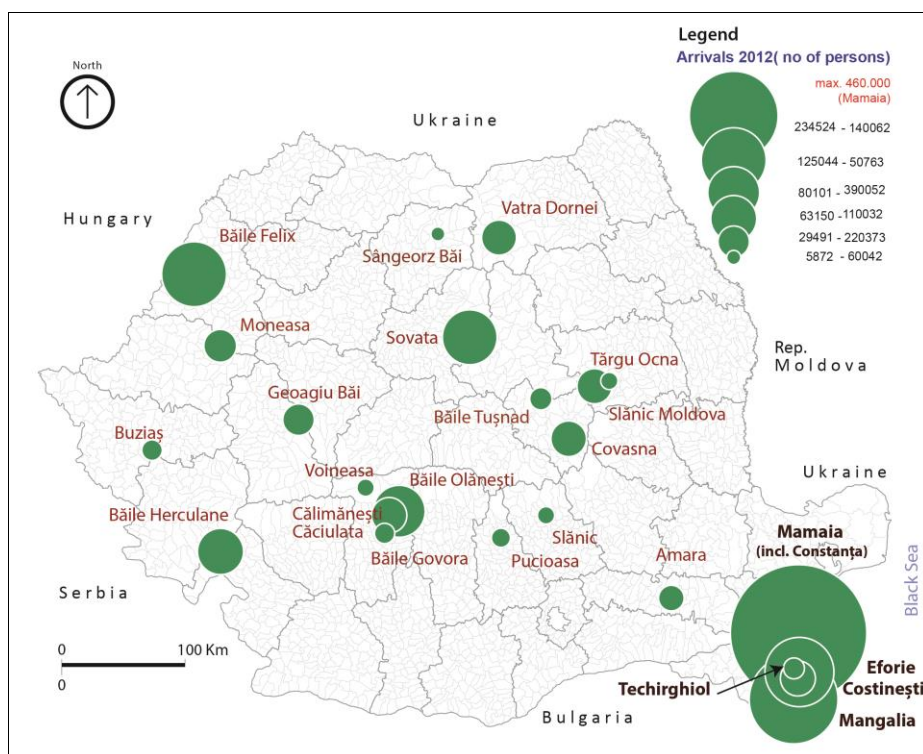 Legend
Arrivals 2012( no of persons)
max. 460.000
(Mamaia)
234524 - 140062
125044 - 50763
80101 - 390052
63150 - 110032
29491 - 220373
5872 - 60042
North
Ukraine
Hungary
Vatra Dornei
Băile Felix
Sângeorz Băi
Moneasa
Sovata
Rep.
Moldova
Târgu Ocna
Geoagiu Băi
Băile Tușnad
Slănic Moldova
Buziaş
Covasna
Voineasa
Băile Olănești
Ukraine
Băile Herculane
Călimănești
Căciulata
Slănic
Mamaia
(incl. Constanța)
Băile Govora
Pucioasa
Amara
Black Sea
Serbia
0
100 Km
0
Eforie
Techirghiol
Costinești
Bulgaria
Mangalia